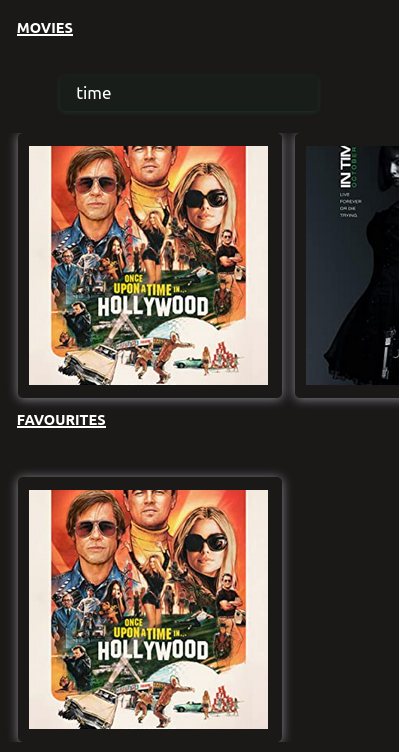 MOVIES
time
ONCE
UPON A TIME IN...
HOLLYWOOD
IN TIM
OCTOBER
LIVE
FOREVER
OR DIE
TRYING.
FAVOURITES
ONCE
UPON A TIME IN...
HOLLYWOOD